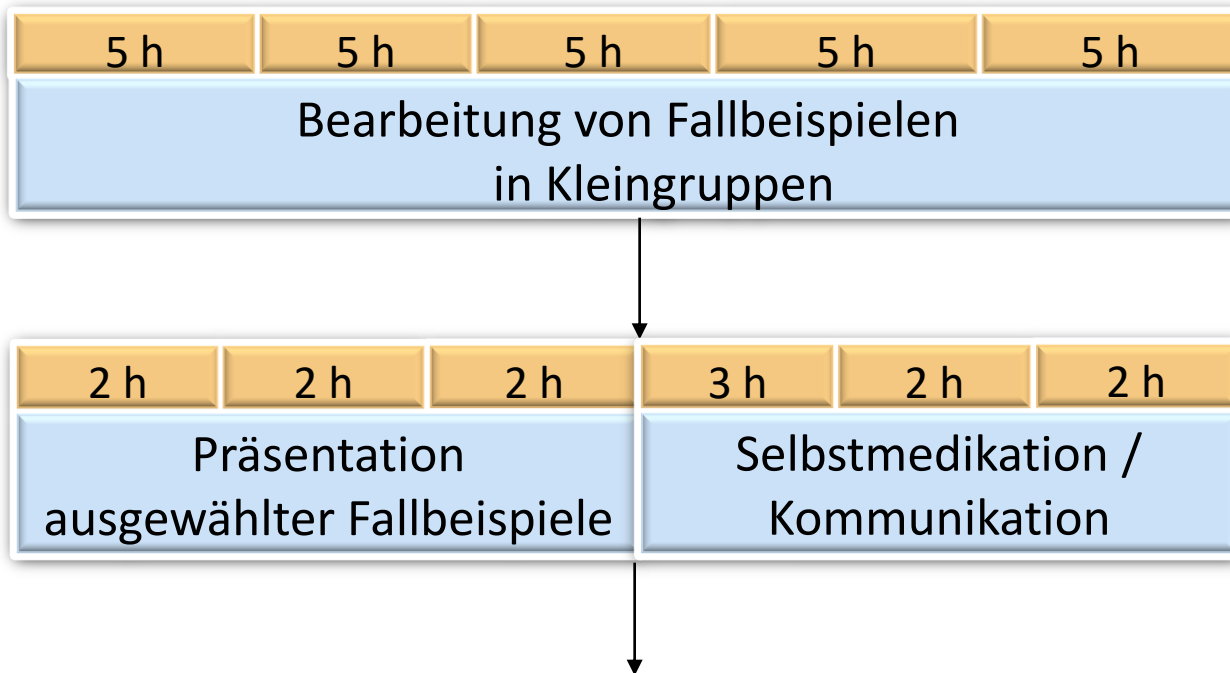 5 h 5 h 5 h 5 h 5 h
Bearbeitung von Fallbeispielen
in Kleingruppen
2 h 2 h 2 h 3 h 2 h 2 h
Präsentation
ausgewählter Fallbeispiele
Selbstmedikation /
Kommunikation